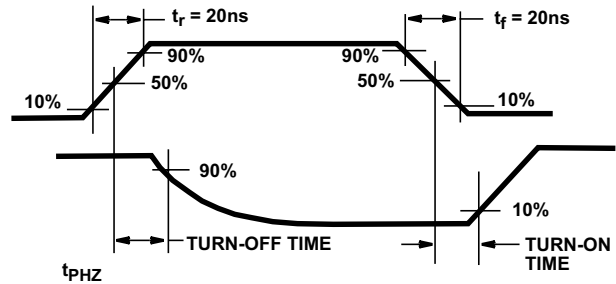 tr = 20ns
tf = 20ns
90%
90%
50%
50%
10%
10%
90%
10%
TURN-OFF TIME
TURN-ON
TIME
tPHZ